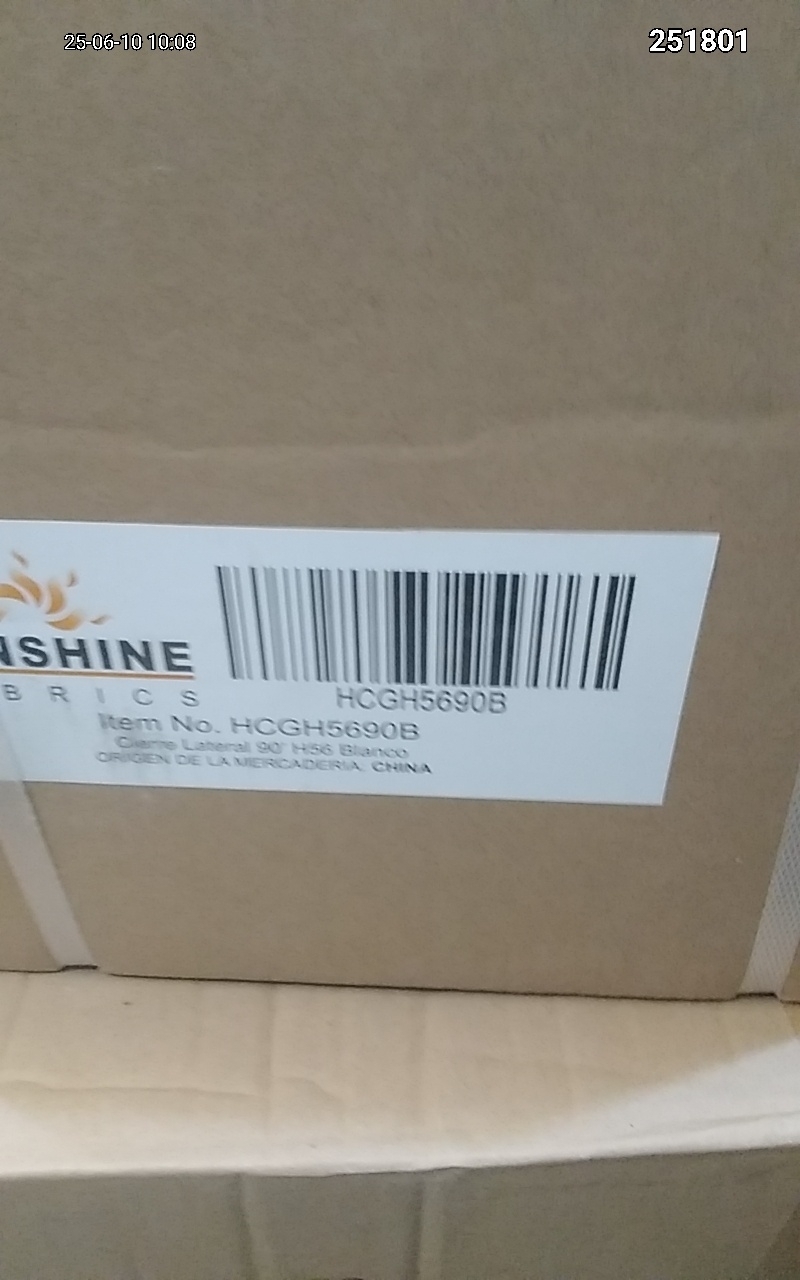 25-06-10 10:08
251801
NSHINE
BRICS
HCGH5690B
Item No. HCGH5690B
Cierre Lateral 90° H56 Blanco
ORIGEN DE LA MERCADERIA: CHINA